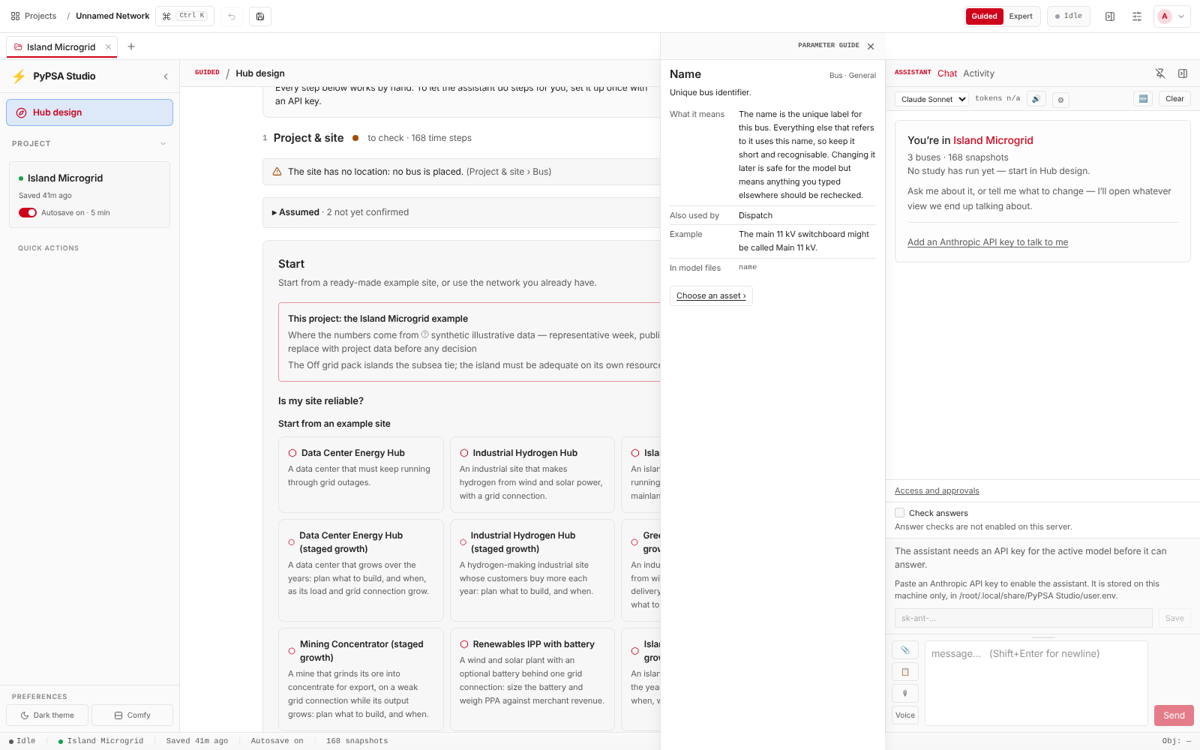 Projects / Unnamed Network ⌘ Ctrl K
Guided Expert Idle A
Island Microgrid × +
PyPSA Studio
Hub design
PROJECT
Island Microgrid
Saved 41m ago
Autosave on · 5 min
QUICK ACTIONS
PREFERENCES
Dark theme Comfy
GUIDED / Hub design
Every step below works by hand. To let the assistant do steps for you, set it up once with
an API key.
1 Project & site to check · 168 time steps
The site has no location: no bus is placed. (Project & site › Bus)
▸ Assumed · 2 not yet confirmed
Start
Start from a ready-made example site, or use the network you already have.
This project: the Island Microgrid example
Where the numbers come from ? synthetic illustrative data — representative week, publi
replace with project data before any decision
The Off grid pack islands the subsea tie; the island must be adequate on its own resourc
Is my site reliable?
Start from an example site
Data Center Energy Hub
A data center that must keep running
through grid outages.
Industrial Hydrogen Hub
An industrial site that makes
hydrogen from wind and solar power,
with a grid connection.
Isla
An islan
running
mainlan
Data Center Energy Hub
(staged growth)
A data center that grows over the
years: plan what to build, and when,
as its load and grid connection grow.
Industrial Hydrogen Hub
(staged growth)
A hydrogen-making industrial site
whose customers buy more each
year: plan what to build, and when.
Gre
grow
An indu
from wi
delivery
what to
Mining Concentrator (staged
growth)
A mine that grinds its ore into
concentrate for export, on a weak
grid connection while its output
grows: plan what to build, and when.
Renewables IPP with battery
A wind and solar plant with an
optional battery behind one grid
connection: size the battery and
weigh PPA against merchant revenue.
Isla
grow
An islan
the year
when, w
PARAMETER GUIDE ×
Name Bus · General
Unique bus identifier.
What it means The name is the unique label for
this bus. Everything else that refers
to it uses this name, so keep it
short and recognisable. Changing it
later is safe for the model but
means anything you typed
elsewhere should be rechecked.
Also used by Dispatch
Example The main 11 kV switchboard might
be called Main 11 kV.
In model files name
Choose an asset ›
ASSISTANT Chat Activity
Claude Sonnet tokens n/a Clear
You're in Island Microgrid
3 buses · 168 snapshots
No study has run yet — start in Hub design.
Ask me about it, or tell me what to change — I'll open whatever
view we end up talking about.
Add an Anthropic API key to talk to me
Access and approvals
Check answers
Answer checks are not enabled on this server.
The assistant needs an API key for the active model before it can
answer.
Paste an Anthropic API key to enable the assistant. It is stored on this
machine only, in /root/.local/share/PyPSA Studio/user.env.
sk-ant-... Save
message... (Shift+Enter for newline)
Voice
Send
Idle Island Microgrid Saved 41m ago Autosave on 168 snapshots Obj: —